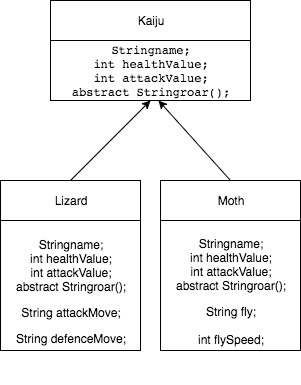 Kaiju
Stringname;
int healthValue;
int attackValue;
abstract Stringroar();
Lizard
Stringname;
int healthValue;
int attackValue;
abstract Stringroar();
String attackMove;
String defenceMove;
Moth
Stringname;
int healthValue;
int attackValue;
abstract Stringroar();
String fly;
int flySpeed;